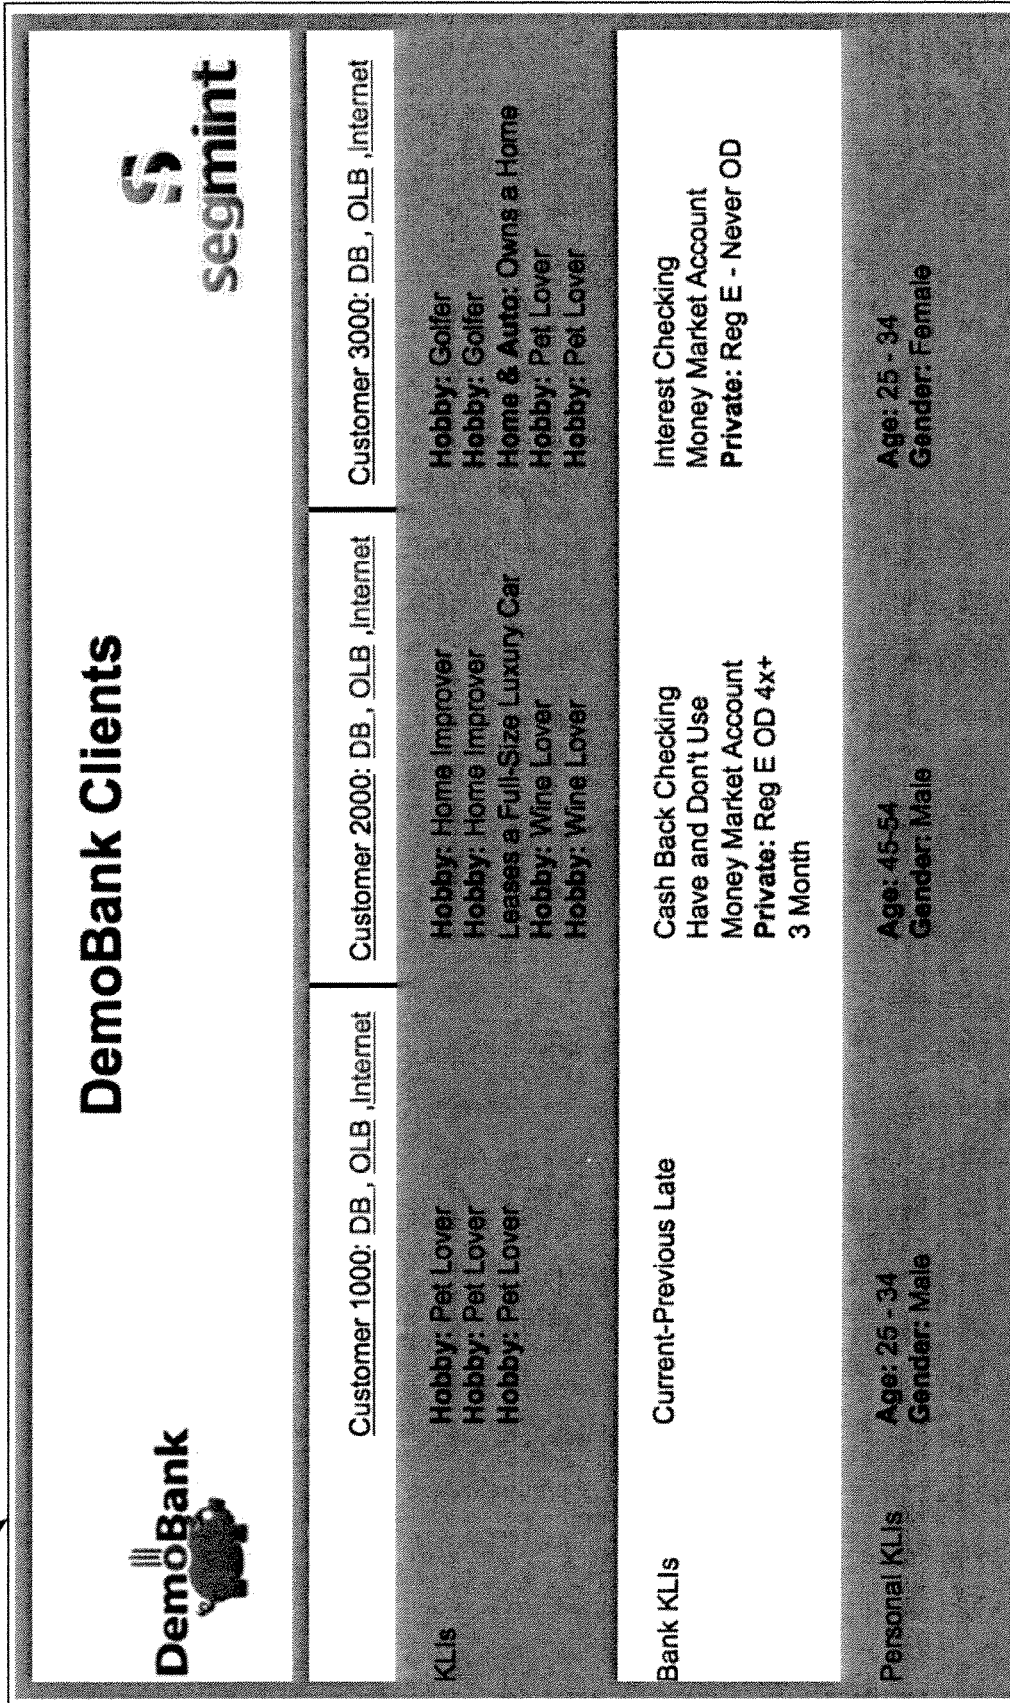 DemoBank
DemoBank Clients
segmint
Customer 1000: DB , OLB ,Internet
Customer 2000: DB , OLB ,Internet
Customer 3000: DB , OLB ,Internet
KLIs
Hobby: Pet Lover
Hobby: Pet Lover
Hobby: Pet Lover
Hobby: Home Improver
Hobby: Home Improver
Leases a Full-Size Luxury Car
Hobby: Wine Lover
Hobby: Wine Lover
Hobby: Golfer
Hobby: Golfer
Home & Auto: Owns a Home
Hobby: Pet Lover
Hobby: Pet Lover
Bank KLIs
Current-Previous Late
Cash Back Checking
Have and Don't Use
Money Market Account
Private: Reg E OD 4x+
3 Month
Interest Checking
Money Market Account
Private: Reg E - Never OD
Personal KLIs
Age: 25 - 34
Gender: Male
Age: 45-54
Gender: Male
Age: 25 - 34
Gender: Female